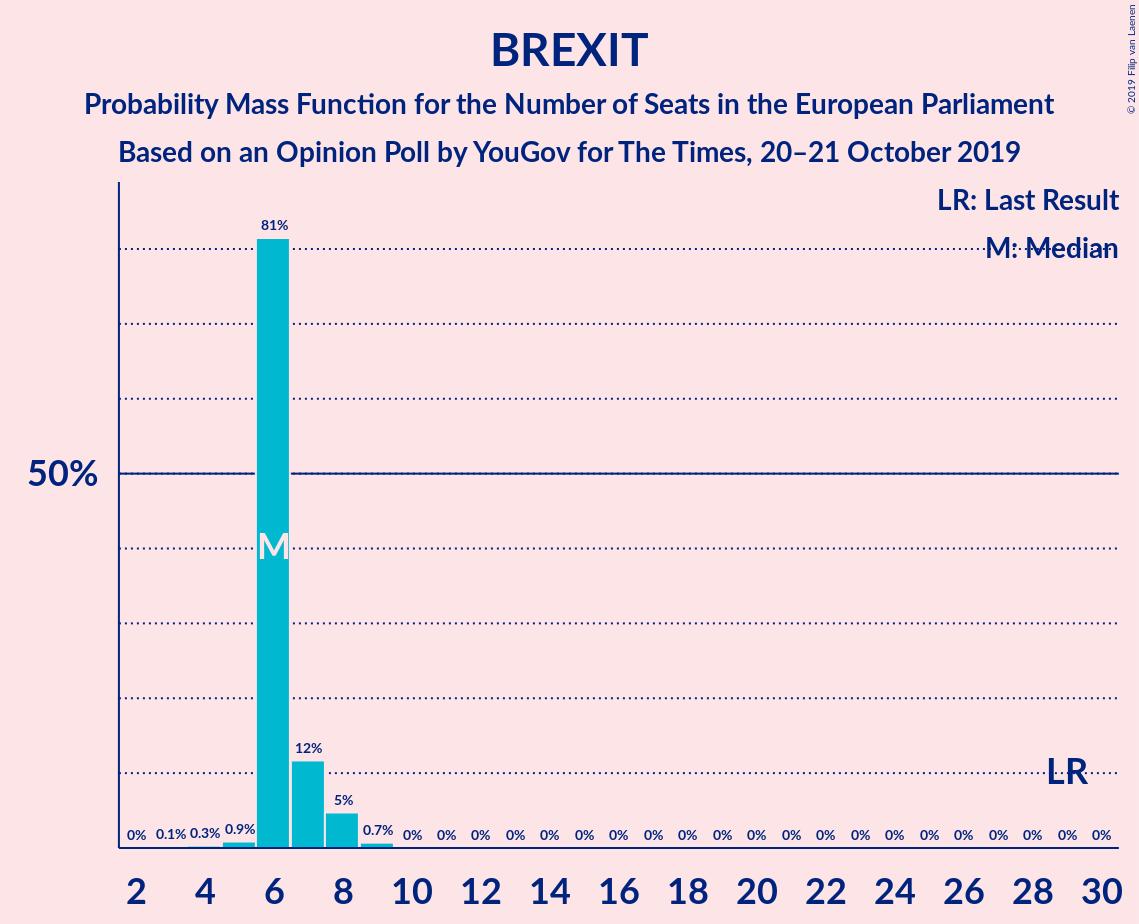 BREXIT
Probability Mass Function for the Number of Seats in the European Parliament
Based on an Opinion Poll by YouGov for The Times, 20–21 October 2019
© 2019 Filip van Laenen
LR: Last Result
M: Median
81%
50%
M
12%
LR
5%
0% 0.1% 0.3% 0.9% 0.7% 0% 0% 0% 0% 0% 0% 0% 0% 0% 0% 0% 0% 0% 0% 0% 0% 0% 0% 0% 0% 0%
2 4 6 8 10 12 14 16 18 20 22 24 26 28 30